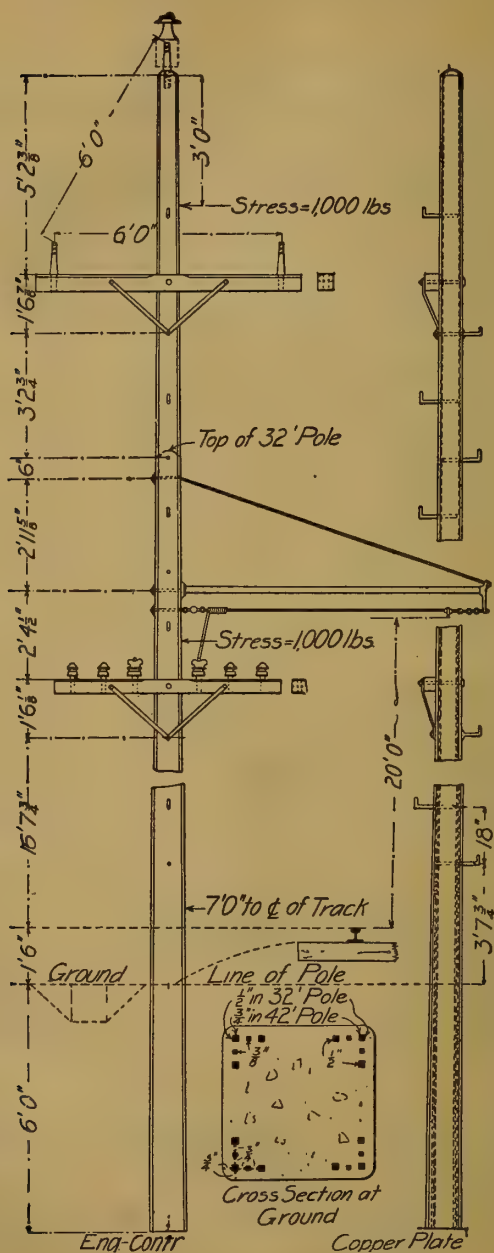 6'0"
3'0"
5'2 3/8"
Stress=1,000 lbs
6'0"
1'6 7/8"
3'2 3/4"
Top of 32' Pole
6"
2'11 5/8"
2'4 1/2"
Stress=1,000 lbs.
1'6 1/8"
20'0"
15'7 3/4"
18"
7'0" to ℄ of Track
3'7 3/4"
1'6"
Ground
Line of Pole
1/2" in 32' Pole
3/4" in 42' Pole
3/8"
1/2"
6'0"
Cross Section at
Ground
Eng-Contr
Copper Plate